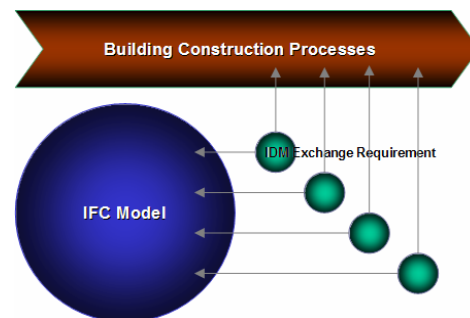 Building Construction Processes
IDM Exchange Requirement
IFC Model